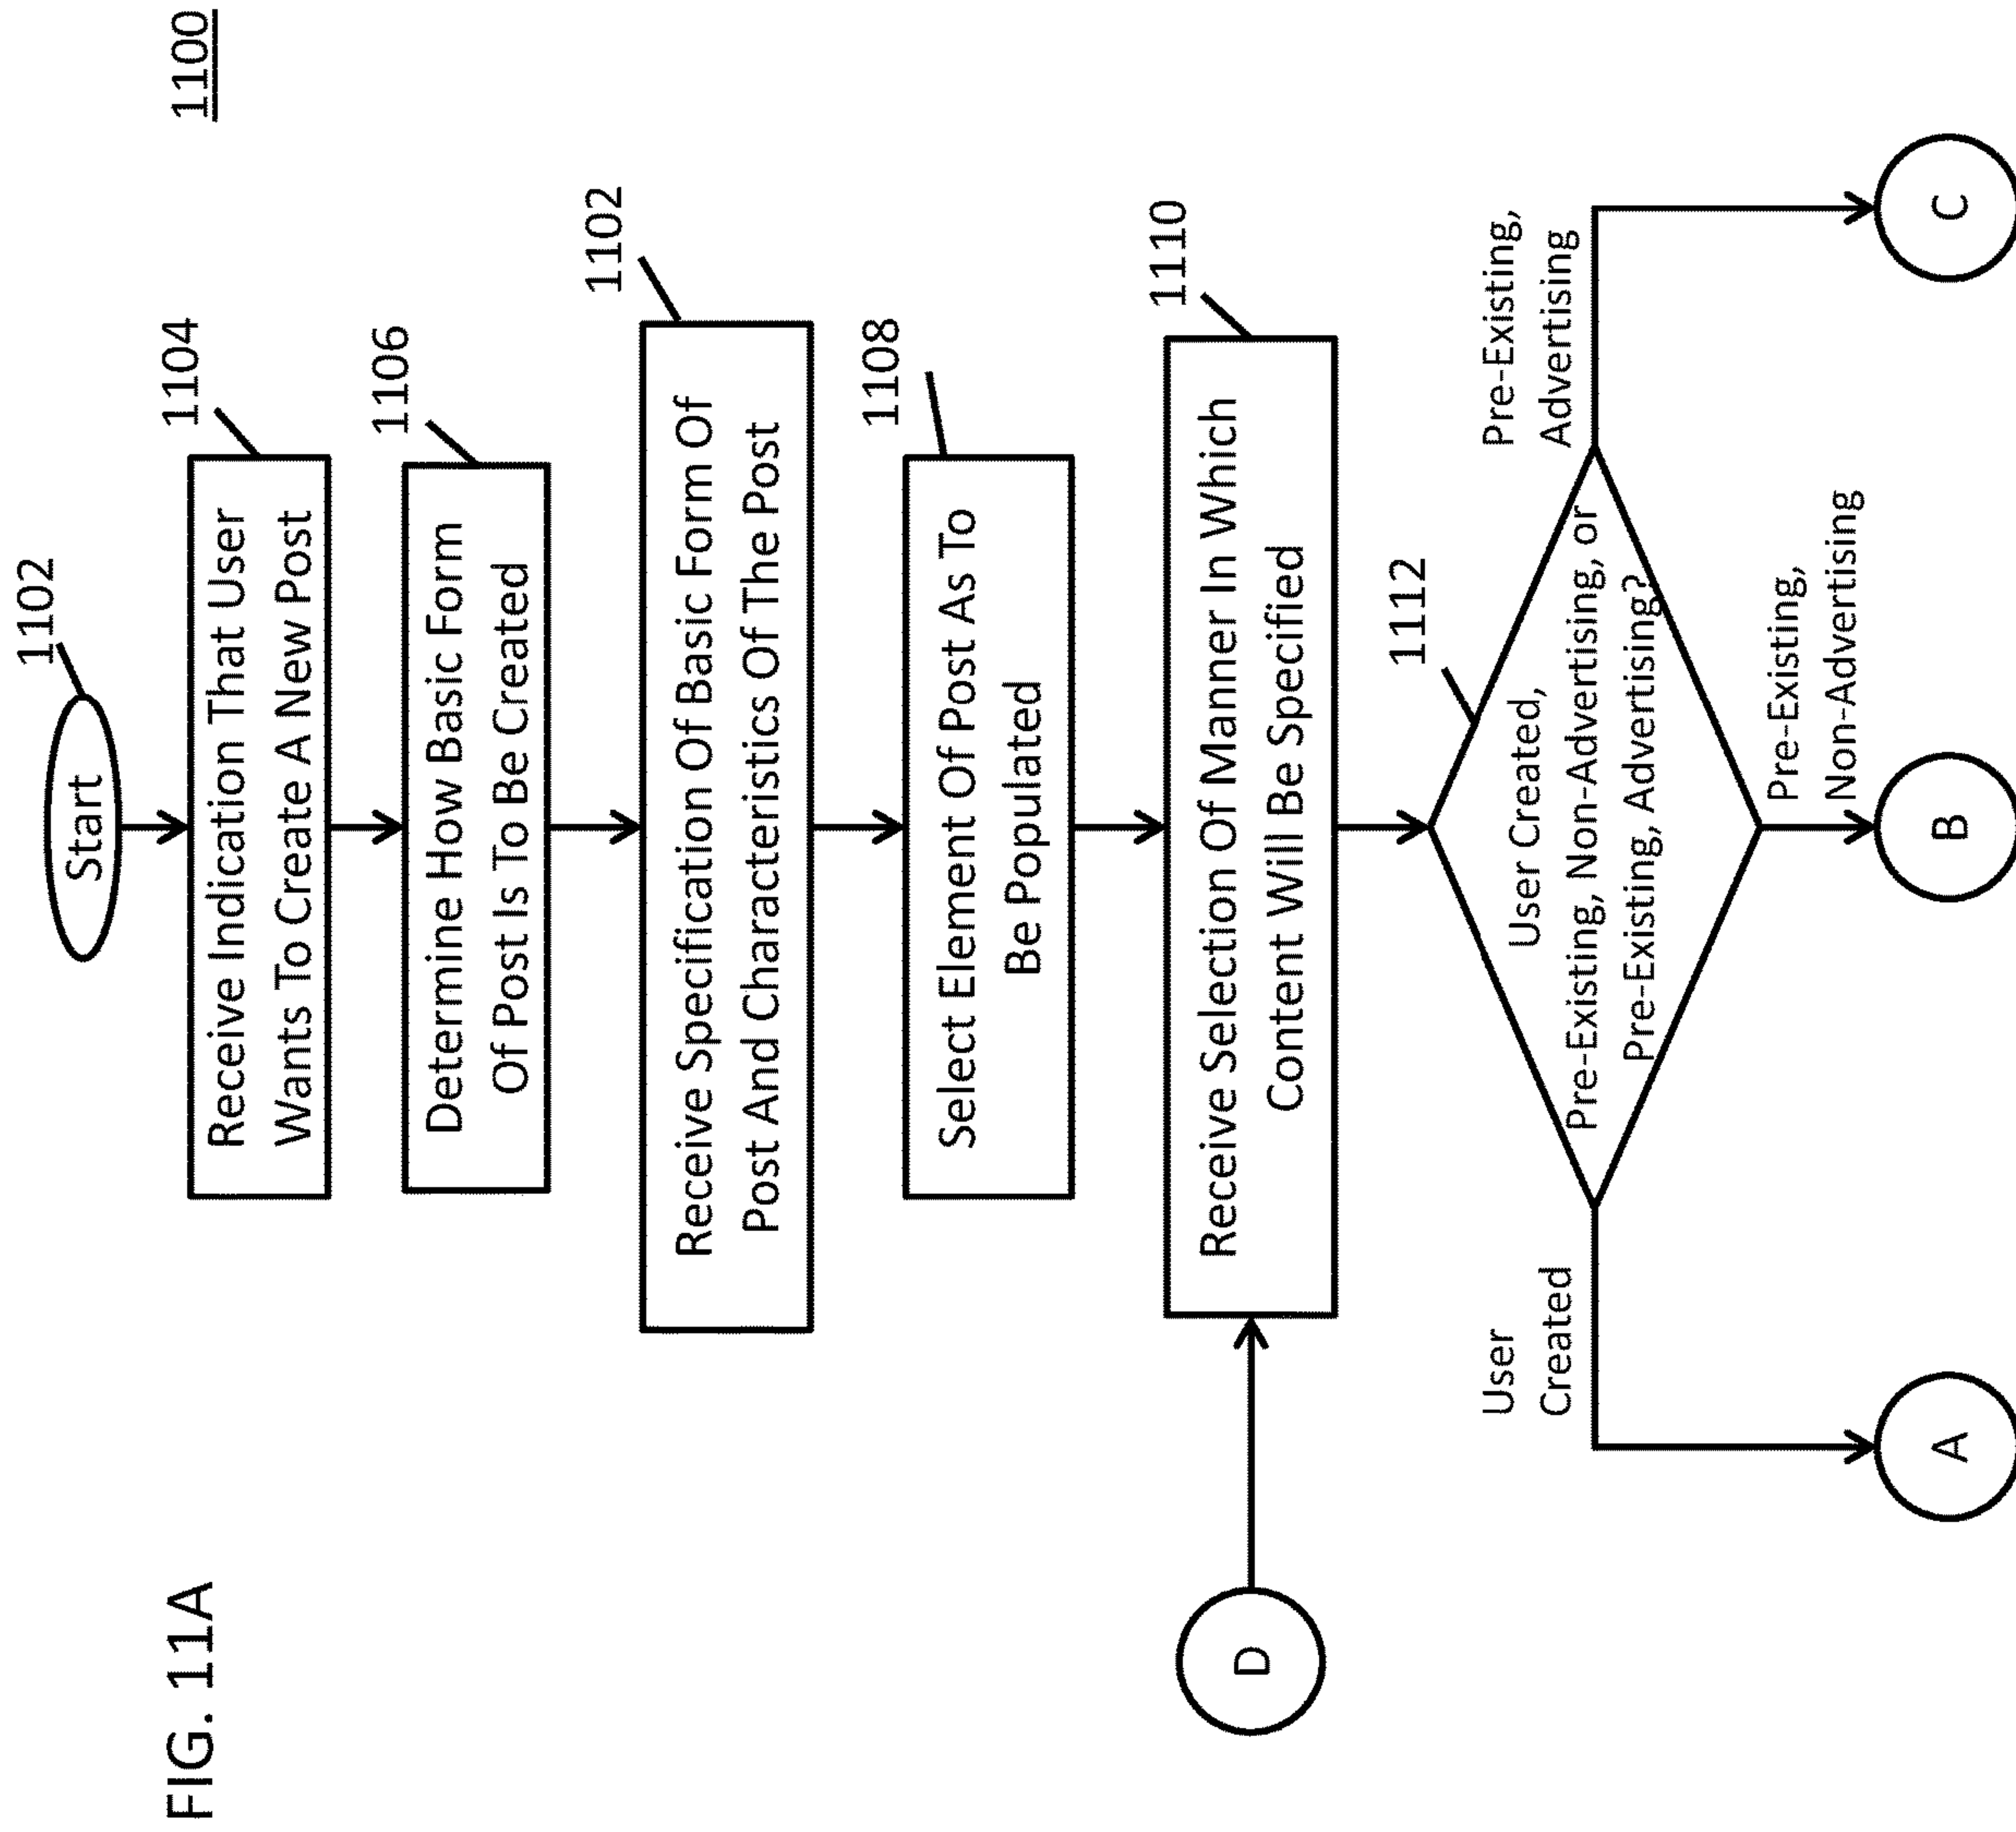 FIG. 11A
1100
1102
Start
1104
Receive Indication That User
Wants To Create A New Post
1106
Determine How Basic Form
Of Post Is To Be Created
1102
Receive Specification Of Basic Form Of
Post And Characteristics Of The Post
1108
Select Element Of Post As To
Be Populated
1110
Receive Selection Of Manner In Which
Content Will Be Specified
D
1112
User Created,
Pre-Existing, Non-Advertising, or
Pre-Existing, Advertising?
User
Created
Pre-Existing,
Advertising
Pre-Existing,
Non-Advertising
A
B
C